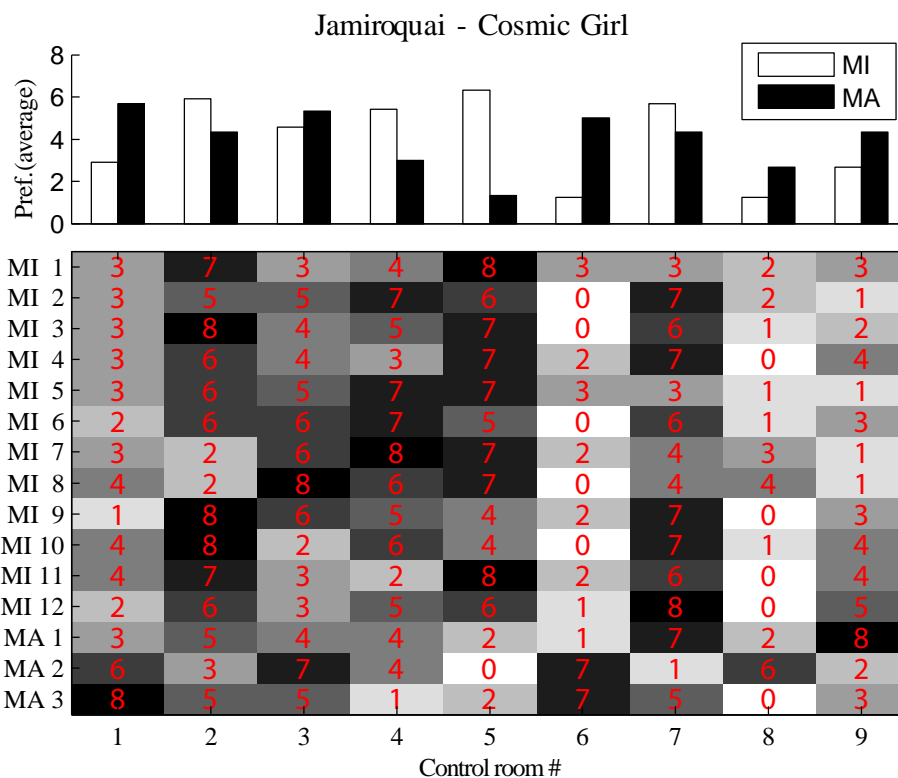 Jamiroquai - Cosmic Girl
8
6
4
2
0
Pref.(average)
MI
MA
MI 1 3 7 3 4 8 3 3 2 3
MI 2 3 5 5 7 6 0 7 2 1
MI 3 3 8 4 5 7 0 6 1 2
MI 4 3 6 4 3 7 2 7 0 4
MI 5 3 6 5 7 7 3 3 1 1
MI 6 2 6 6 7 5 0 6 1 3
MI 7 3 2 6 8 7 2 4 3 1
MI 8 4 2 8 6 7 0 4 4 1
MI 9 1 8 6 5 4 2 7 0 3
MI 10 4 8 2 6 4 0 7 1 4
MI 11 4 7 3 2 8 2 6 0 4
MI 12 2 6 3 5 6 1 8 0 5
MA 1 3 5 4 4 2 1 7 2 8
MA 2 6 3 7 4 0 7 1 6 2
MA 3 8 5 5 1 2 7 5 0 3
1 2 3 4 5 6 7 8 9
Control room #